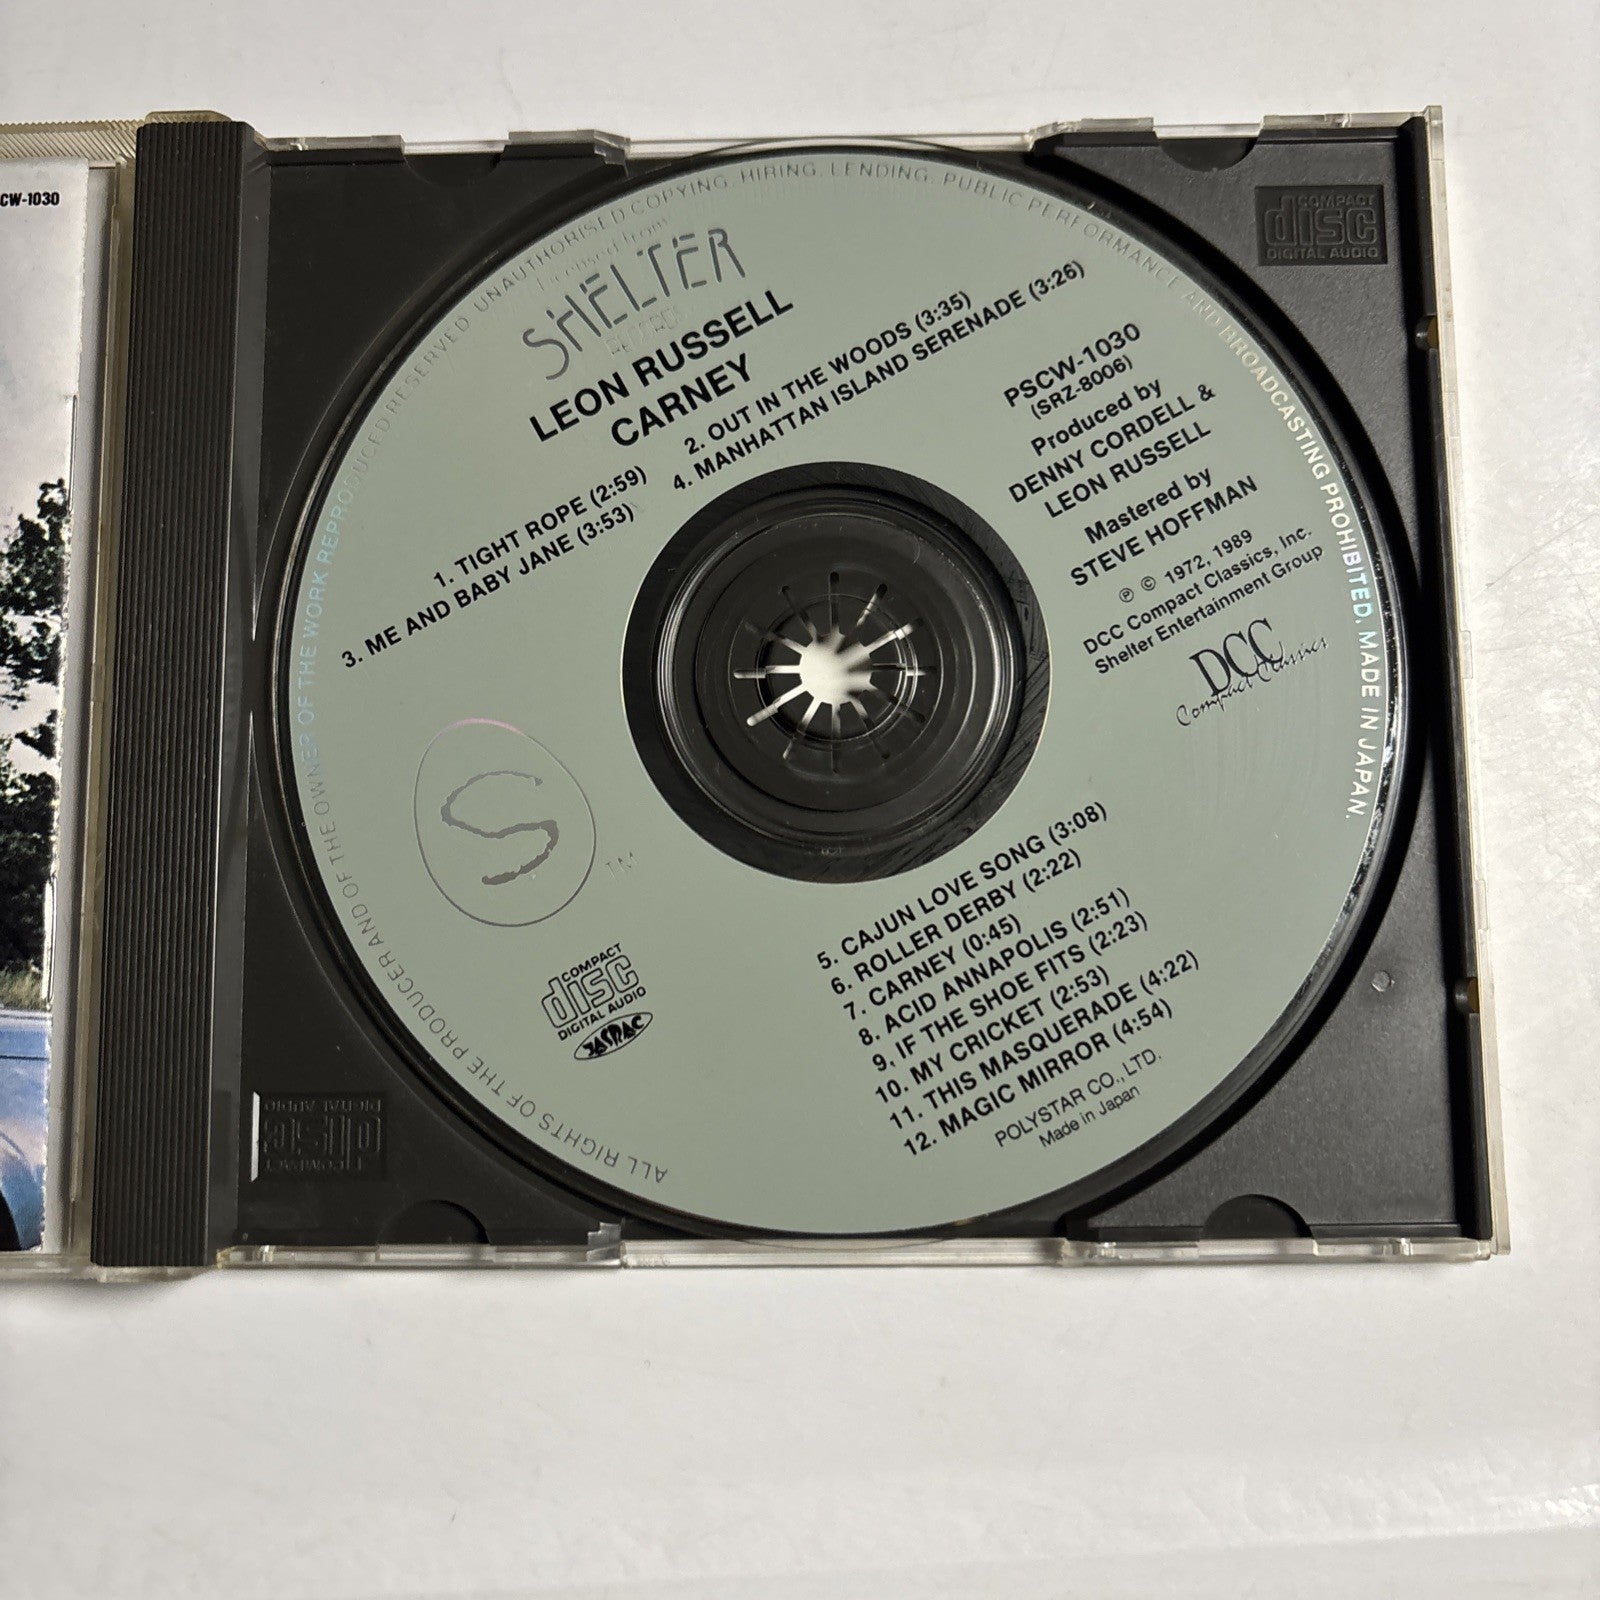 CW-1030
COMPACT
disc
DIGITAL AUDIO
ALL RIGHTS OF THE PRODUCER AND OF THE OWNER OF THE WORK REPRODUCED RESERVED UNAUTHORISED COPYING, HIRING, LENDING, PUBLIC PERFORMANCE AND BROADCASTING PROHIBITED. MADE IN JAPAN.
Licensed from
SHELTER
RECORDS
LEON RUSSELL
CARNEY
1. TIGHT ROPE (2:59)
2. OUT IN THE WOODS (3:35)
3. ME AND BABY JANE (3:53)
4. MANHATTAN ISLAND SERENADE (3:26)
PSCW-1030
(SRZ-8006)
Produced by
DENNY CORDELL &
LEON RUSSELL
Mastered by
STEVE HOFFMAN
℗ © 1972, 1989
DCC Compact Classics, Inc.
Shelter Entertainment Group
DCC
Compact Classics
S
TM
COMPACT
disc
DIGITAL AUDIO
JASRAC
5. CAJUN LOVE SONG (3:08)
6. ROLLER DERBY (2:22)
7. CARNEY (0:45)
8. ACID ANNAPOLIS (2:51)
9. IF THE SHOE FITS (2:23)
10. MY CRICKET (2:53)
11. THIS MASQUERADE (4:22)
12. MAGIC MIRROR (4:54)
POLYSTAR CO., LTD.
Made in Japan
COMPACT
disc
DIGITAL AUDIO